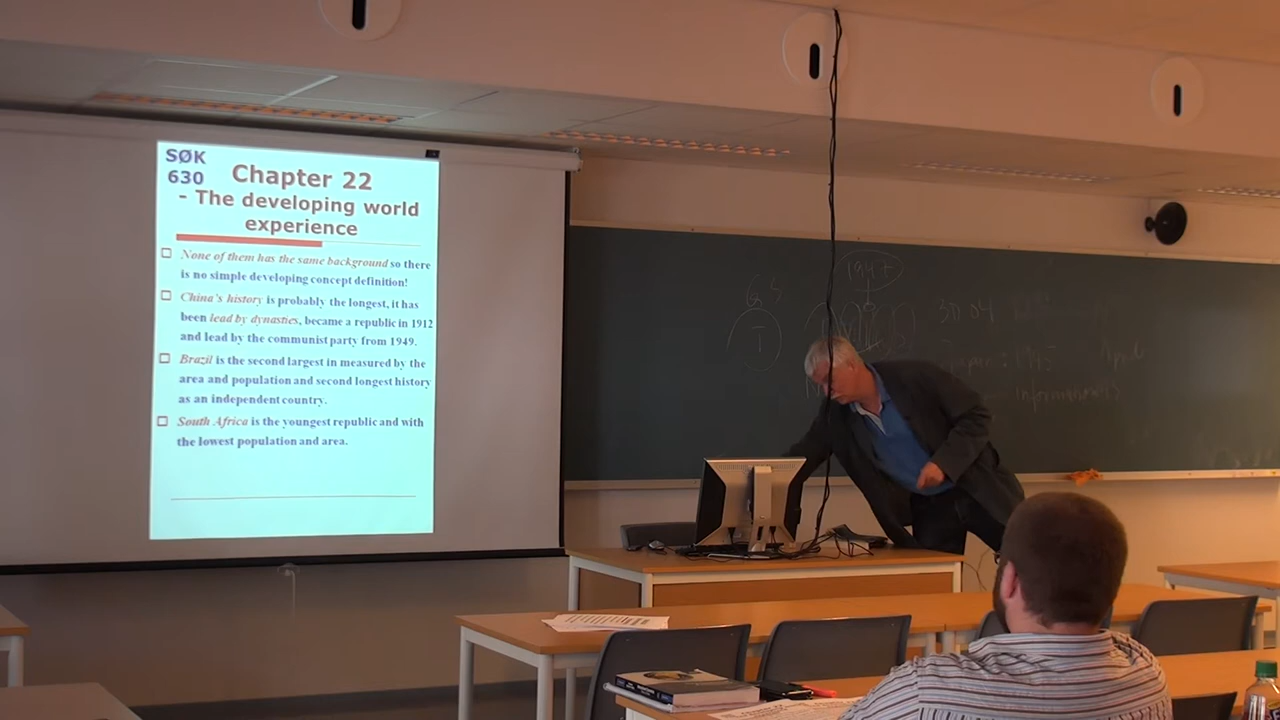 SØK
630
Chapter 22
- The developing world
experience
None of them has the same background so there
is no simple developing concept definition!
China's history is probably the longest, it has
been lead by dynasties, became a republic in 1912
and lead by the communist party from 1949.
Brazil is the second largest in measured by the
area and population and second longest history
as an independent country.
South Africa is the youngest republic and with
the lowest population and area.
1947